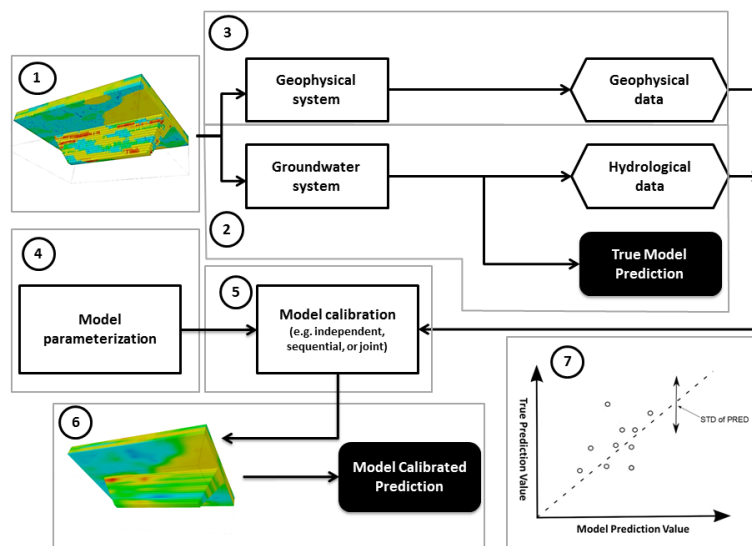 3
1
Geophysical
system
Geophysical
data
Groundwater
system
Hydrological
data
2
True Model
Prediction
4
5
Model
parameterization
Model calibration
(e.g. independent,
sequential, or joint)
7
True Prediction
Value
STD of PRED
Model Prediction Value
6
Model Calibrated
Prediction